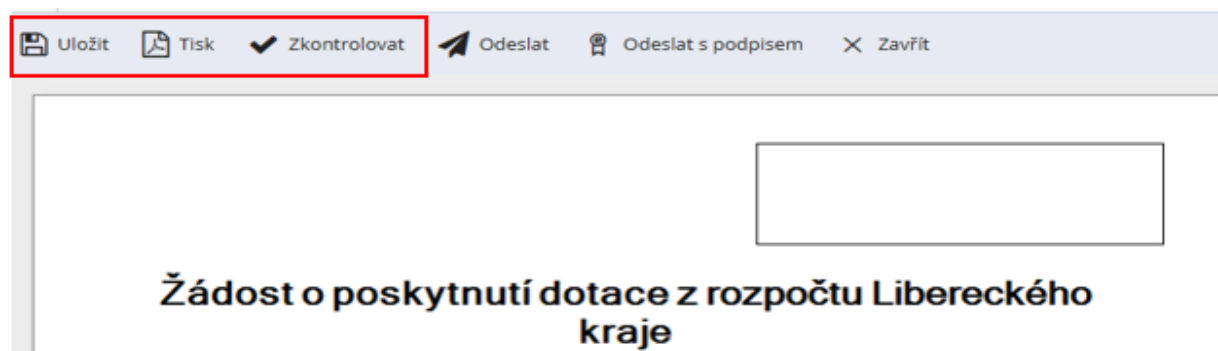 Uložit Tisk Zkontrolovat Odeslat Odeslat s podpisem Zavřít
Žádost o poskytnutí dotace z rozpočtu Libereckého
kraje